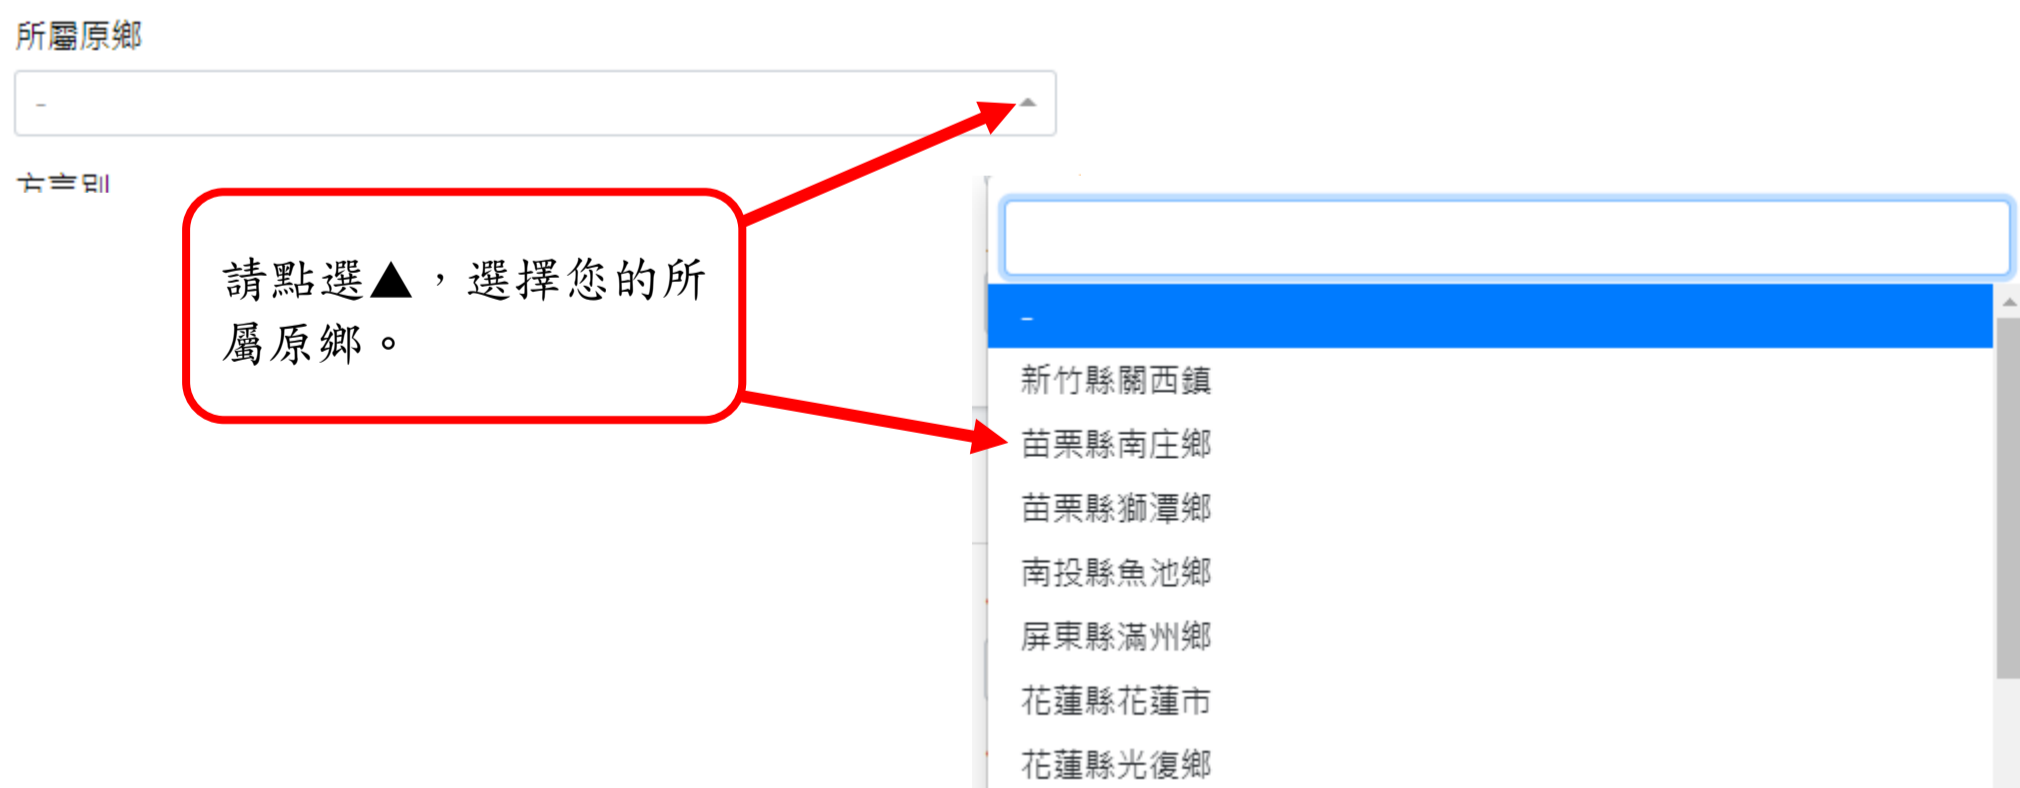 所屬原鄉
-
方言別
請點選▲，選擇您的所
屬原鄉。
-
新竹縣關西鎮
苗栗縣南庄鄉
苗栗縣獅潭鄉
南投縣魚池鄉
屏東縣滿州鄉
花蓮縣花蓮市
花蓮縣光復鄉